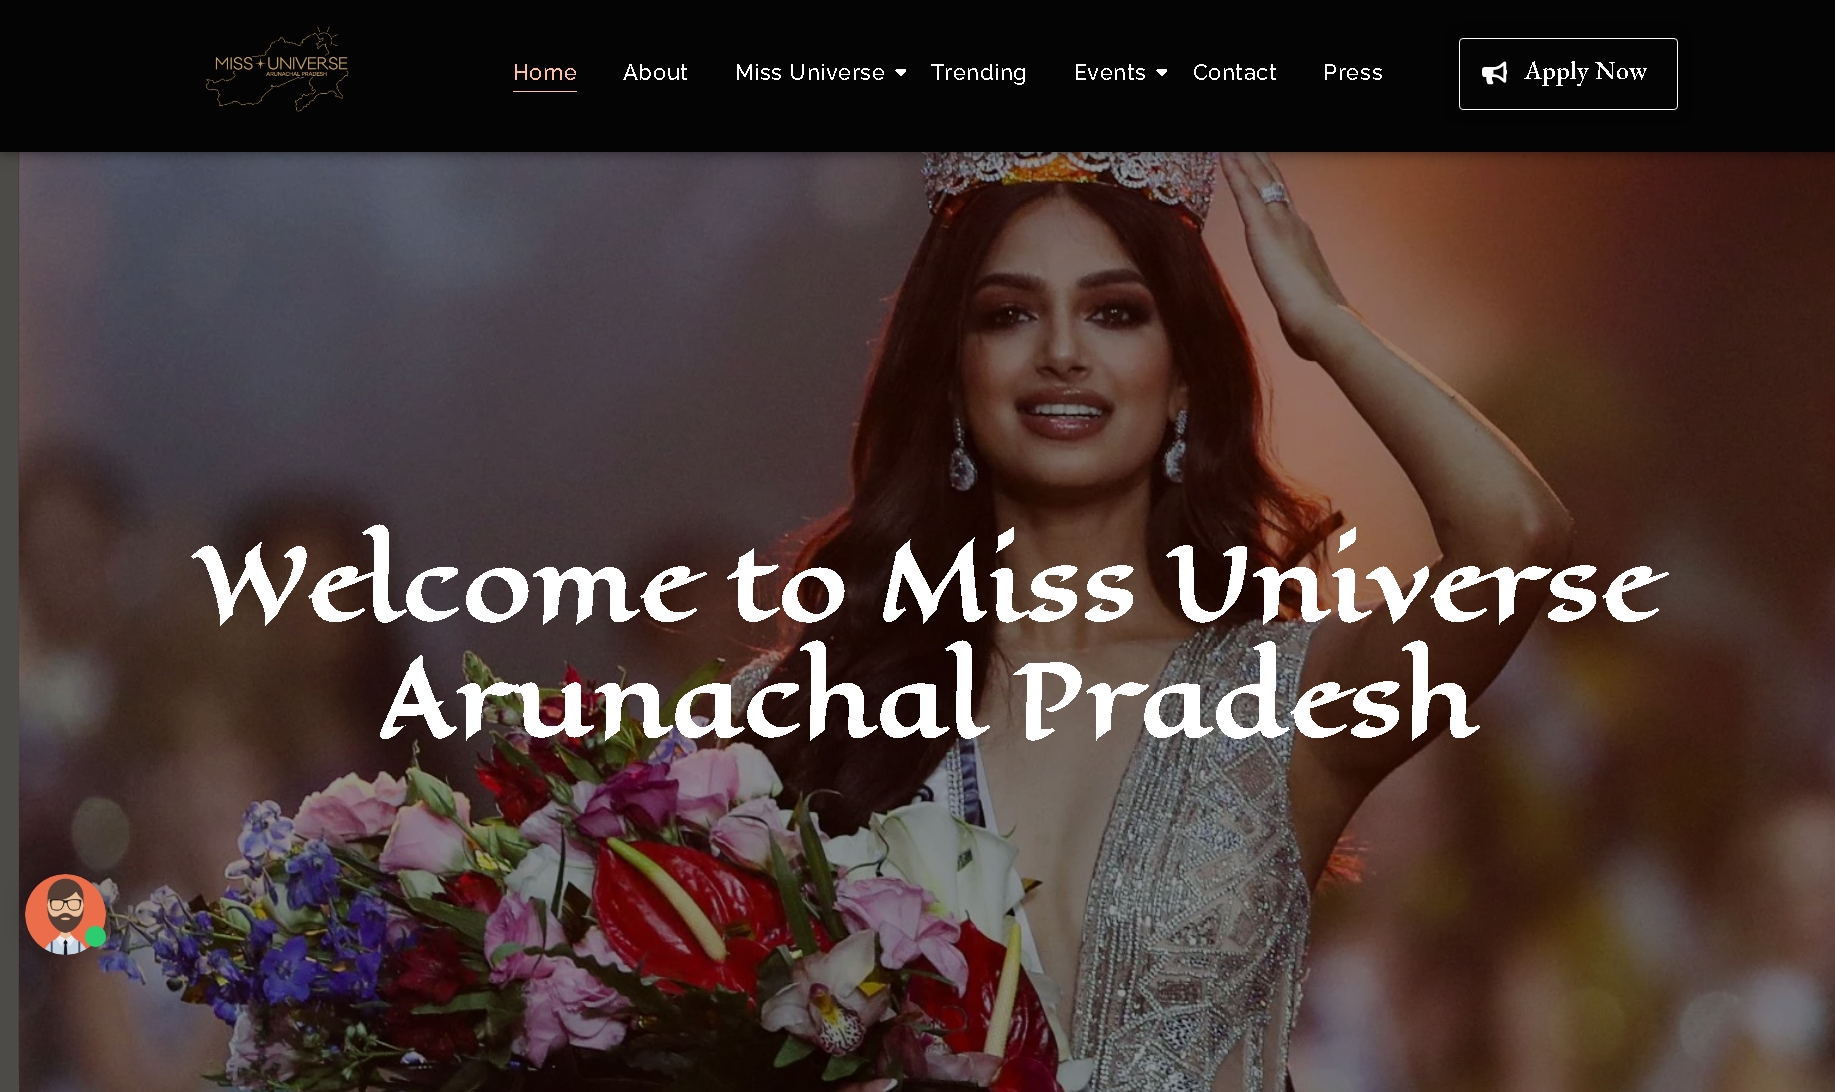 MISS UNIVERSE
ARUNACHAL PRADESH
Home
About
Miss Universe
Trending
Events
Contact
Press
Apply Now
Welcome to Miss Universe
Arunachal Pradesh